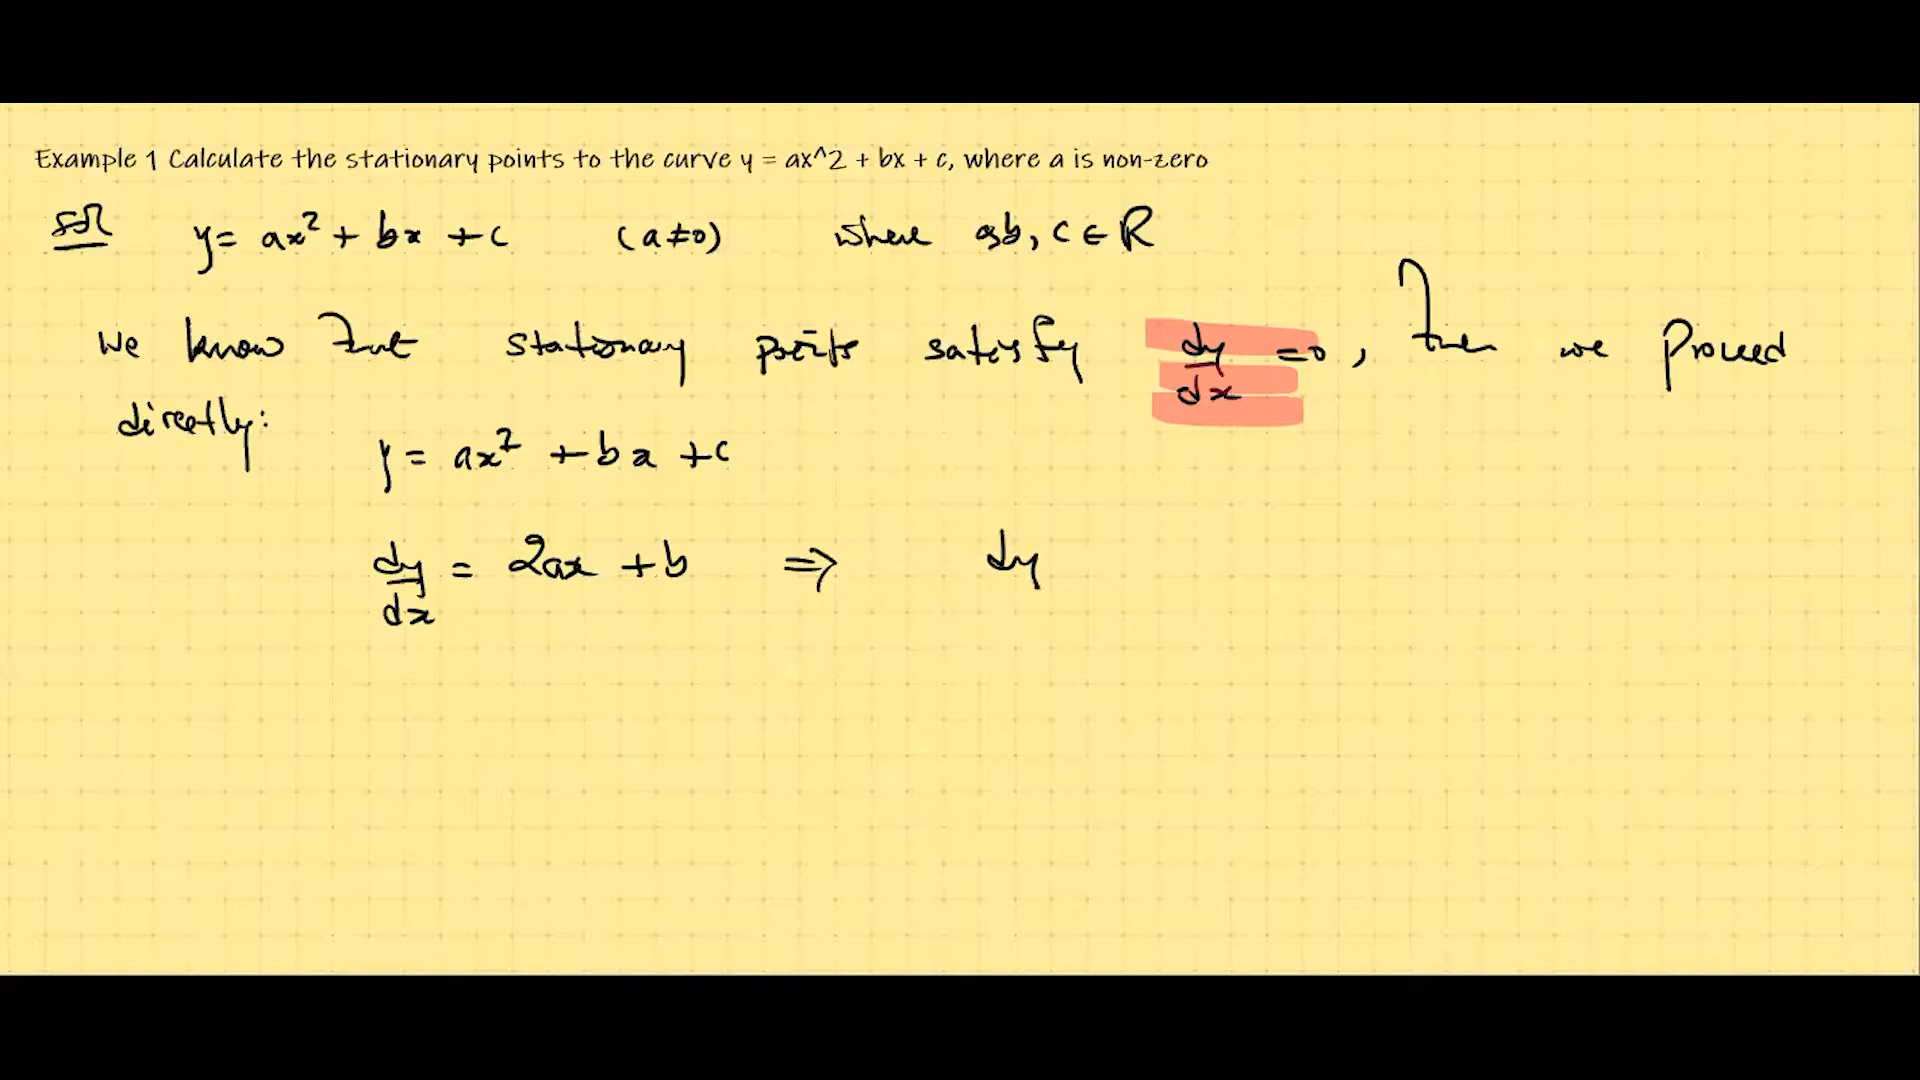 Example 1 Calculate the stationary points to the curve y = ax^2 + bx + c, where a is non-zero
sol y = ax² + bx + c (a ≠ 0) where a, b, c ∈ R
we know that stationary points satisfy dy/dx = 0, then we proceed
directly:
y = ax² + bx + c
dy/dx = 2ax + b ⇒ dy